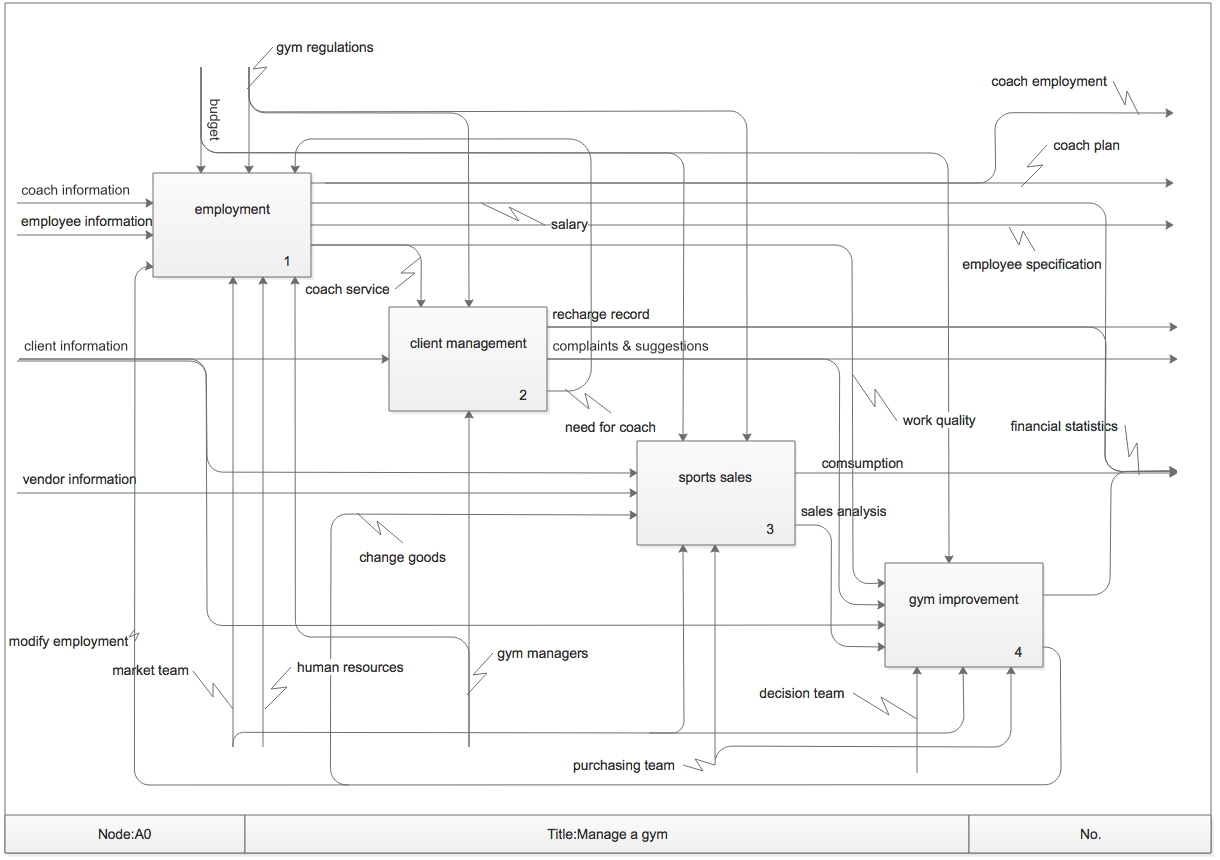 gym regulations
coach employment
budget
coach plan
coach information
employment
employee information
salary
1
employee specification
coach service
recharge record
client information
client management
complaints & suggestions
2
need for coach
work quality
financial statistics
comsumption
vendor information
sports sales
sales analysis
3
change goods
gym improvement
modify employment
4
gym managers
market team
human resources
decision team
purchasing team
Node:A0
Title:Manage a gym
No.